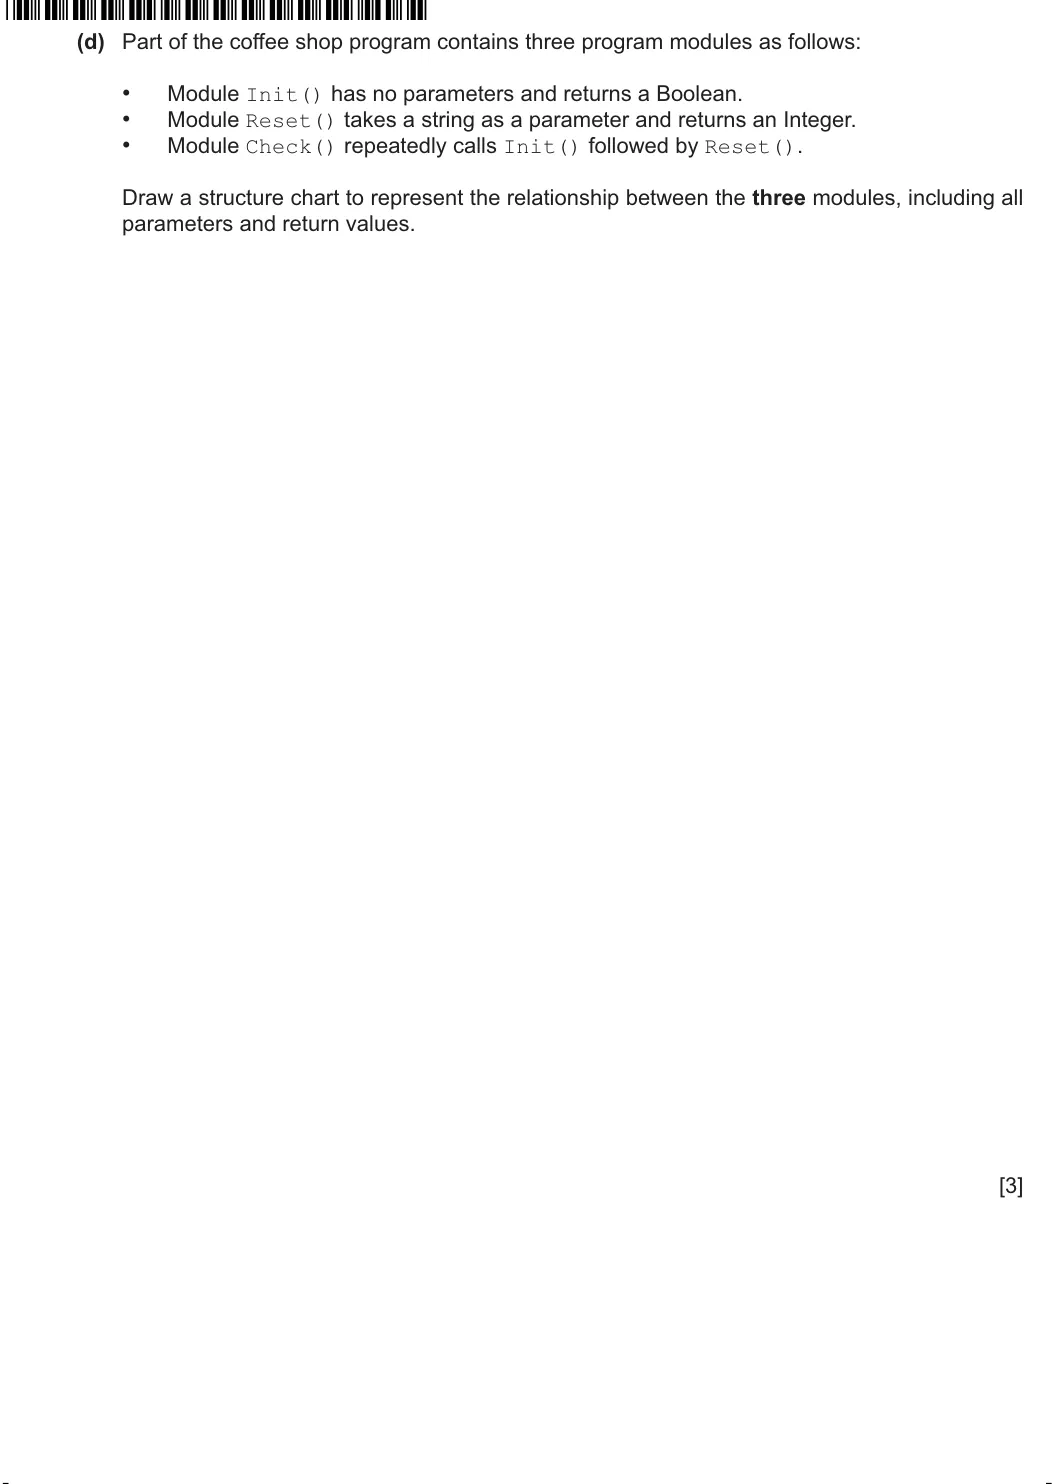 (d) Part of the coffee shop program contains three program modules as follows:
• Module Init() has no parameters and returns a Boolean.
• Module Reset() takes a string as a parameter and returns an Integer.
• Module Check() repeatedly calls Init() followed by Reset().
Draw a structure chart to represent the relationship between the three modules, including all
parameters and return values.
[3]